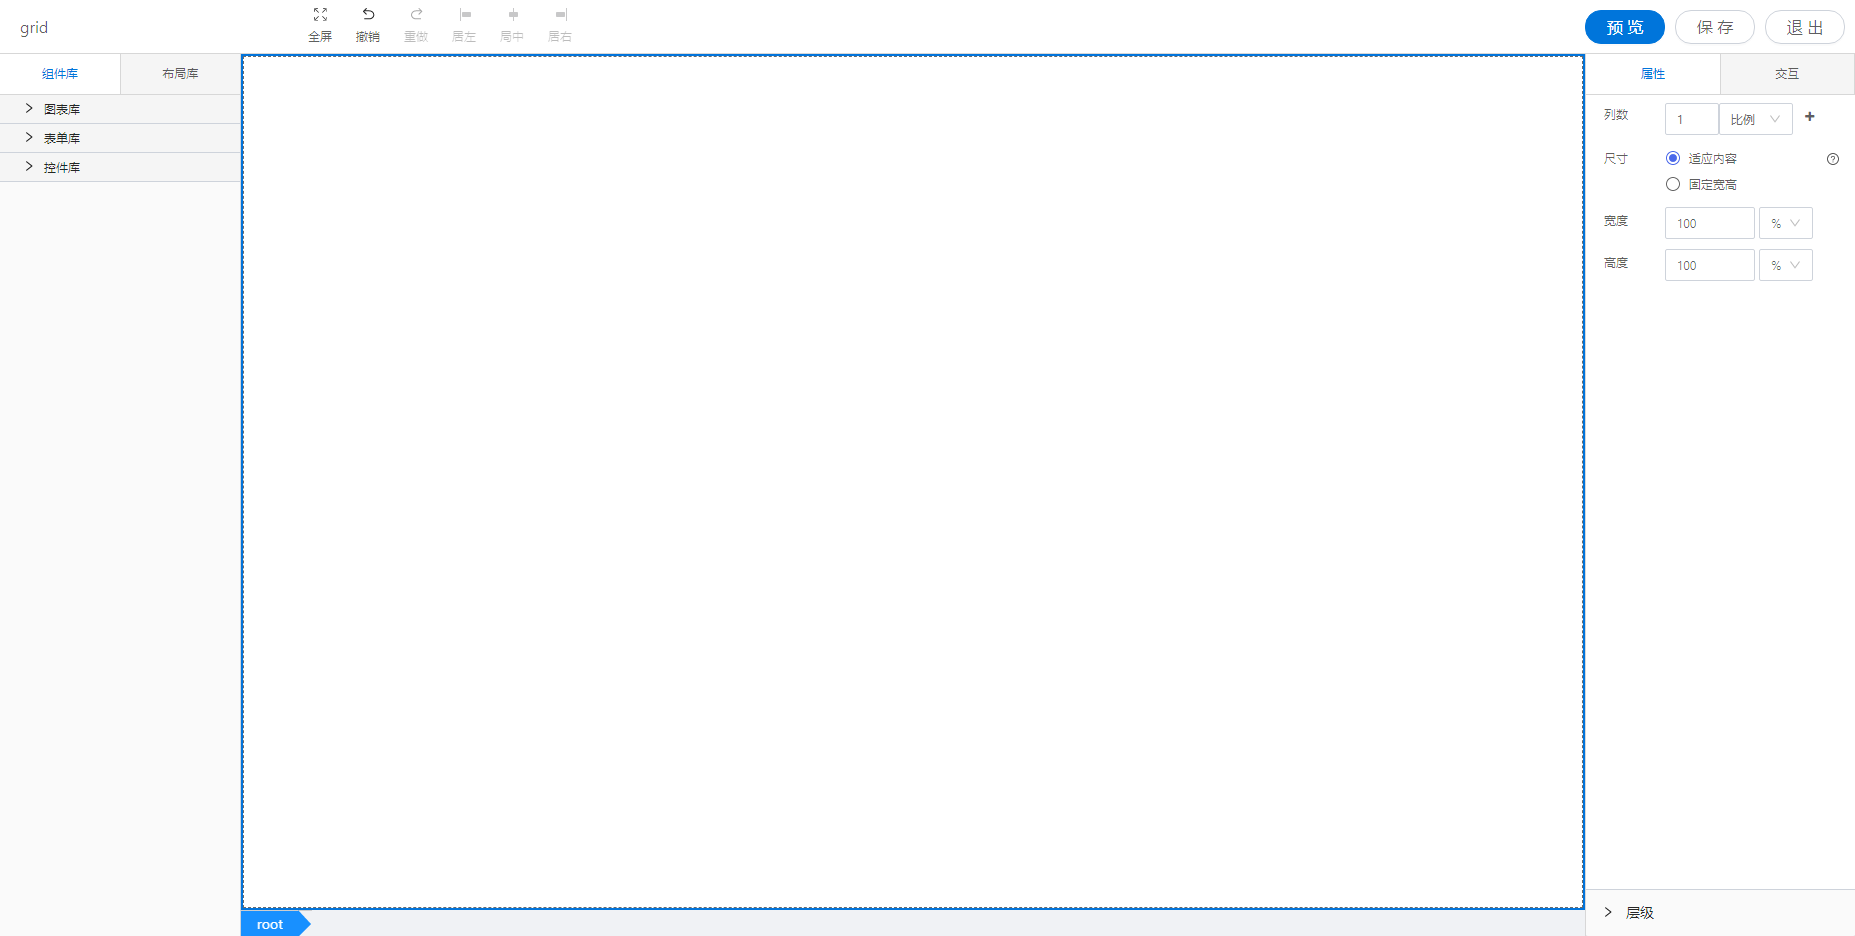 grid
全屏 撤销 重做 居左 局中 居右
预 览 保 存 退 出
组件库 布局库
图表库
表单库
控件库
属性 交互
列数 1 比例
尺寸 适应内容
固定宽高
宽度 100 %
高度 100 %
root
层级